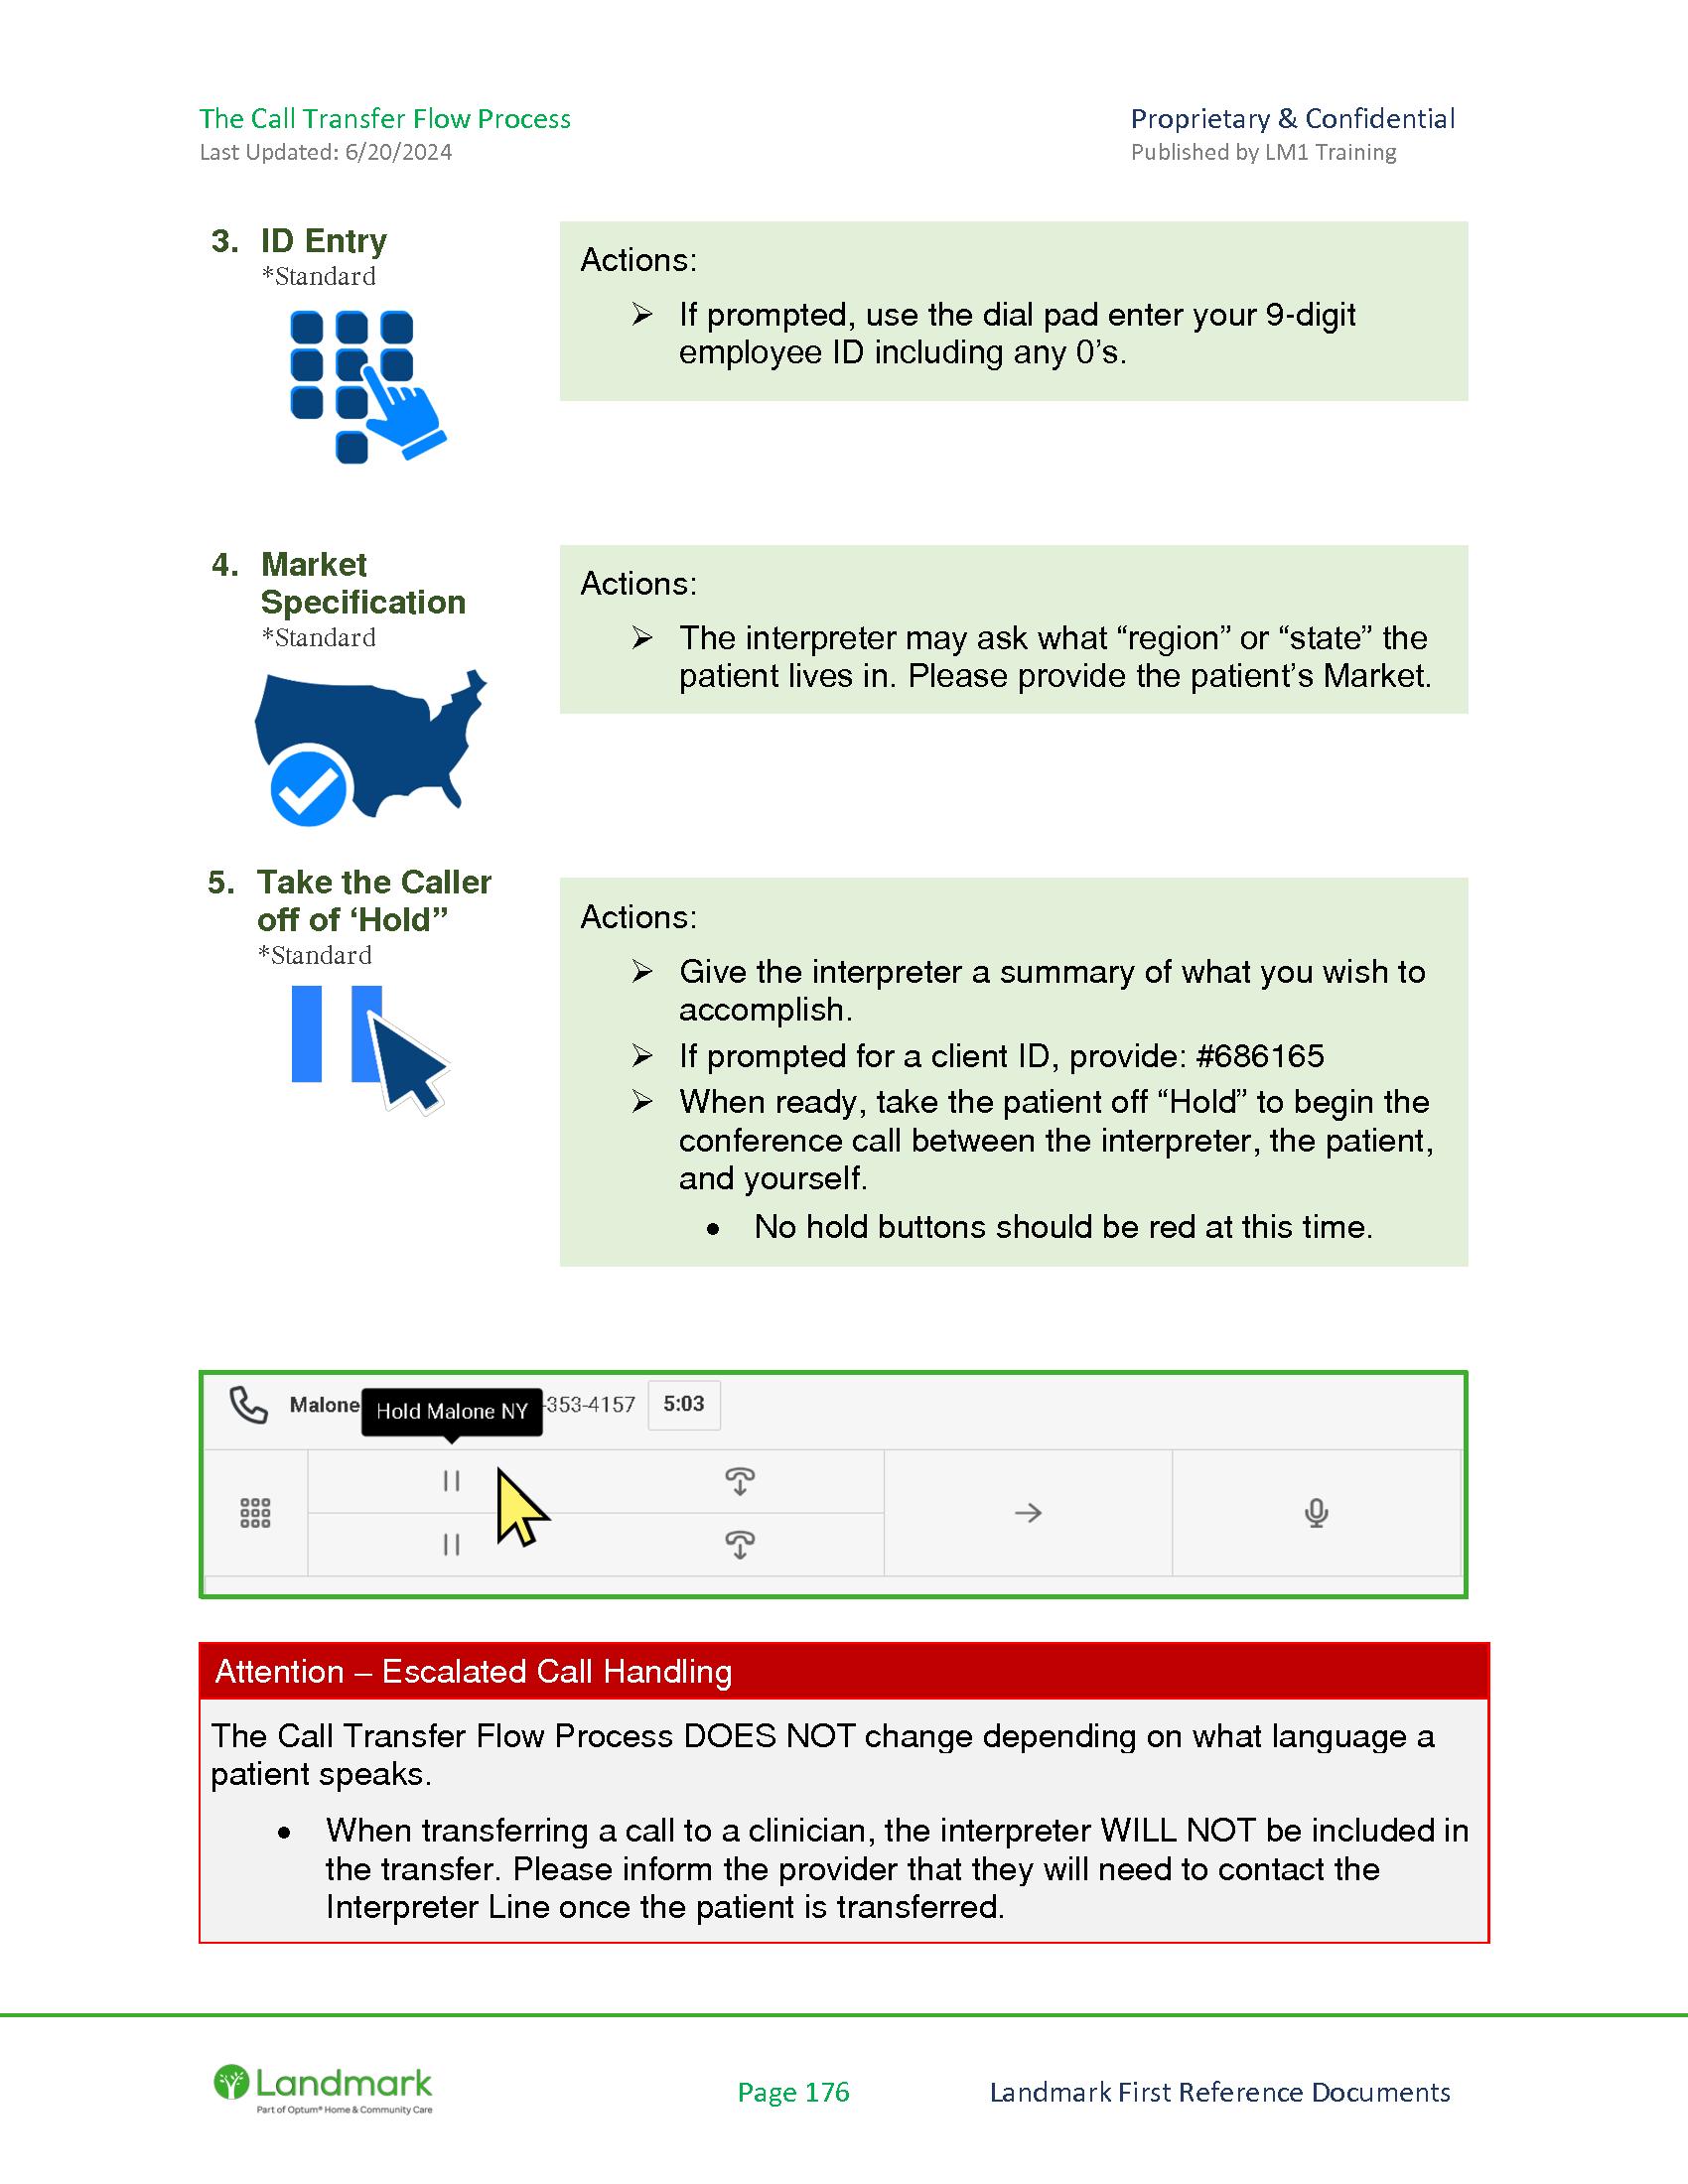 The Call Transfer Flow Process
Proprietary & Confidential
Last Updated: 6/20/2024
Published by LM1 Training
3. ID Entry
*Standard
Actions:
➢ If prompted, use the dial pad enter your 9-digit
employee ID including any 0’s.
4. Market
Specification
*Standard
Actions:
➢ The interpreter may ask what “region” or “state” the
patient lives in. Please provide the patient’s Market.
5. Take the Caller
off of ‘Hold”
*Standard
Actions:
➢ Give the interpreter a summary of what you wish to
accomplish.
➢ If prompted for a client ID, provide: #686165
➢ When ready, take the patient off “Hold” to begin the
conference call between the interpreter, the patient,
and yourself.
• No hold buttons should be red at this time.
Malone
Hold Malone NY
-353-4157
5:03
Attention – Escalated Call Handling
The Call Transfer Flow Process DOES NOT change depending on what language a
patient speaks.
• When transferring a call to a clinician, the interpreter WILL NOT be included in
the transfer. Please inform the provider that they will need to contact the
Interpreter Line once the patient is transferred.
Landmark
Part of Optum® Home & Community Care
Page 176
Landmark First Reference Documents